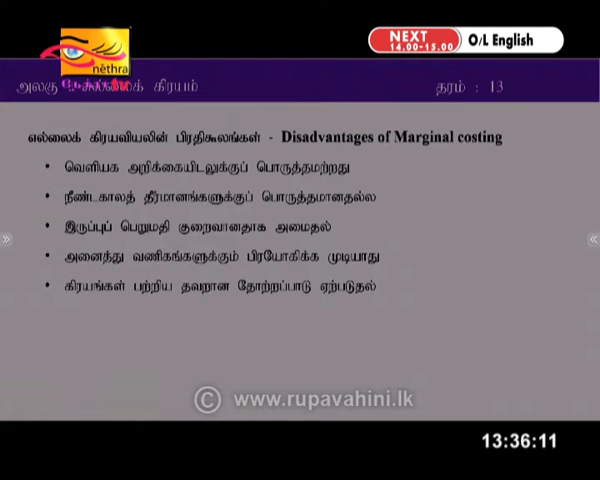 NEXT
14.00-15.00
O/L English
nēthra
tv
அலகு
கிரயம்
தரம் : 13
எல்லைக் கிரயவியலின் பிரதிகூலங்கள் - Disadvantages of Marginal costing
• வெளியக அறிக்கையிடலுக்குப் பொருத்தமற்றது
• நீண்டகாலத் தீர்மானங்களுக்குப் பொருத்தமானதல்ல
• இருப்புப் பெறுமதி குறைவானதாக அமைதல்
• அனைத்து வணிகங்களுக்கும் பிரயோகிக்க முடியாது
• கிரயங்கள் பற்றிய தவறான தோற்றப்பாடு ஏற்படுதல்
© www.rupavahini.lk
13:36:11